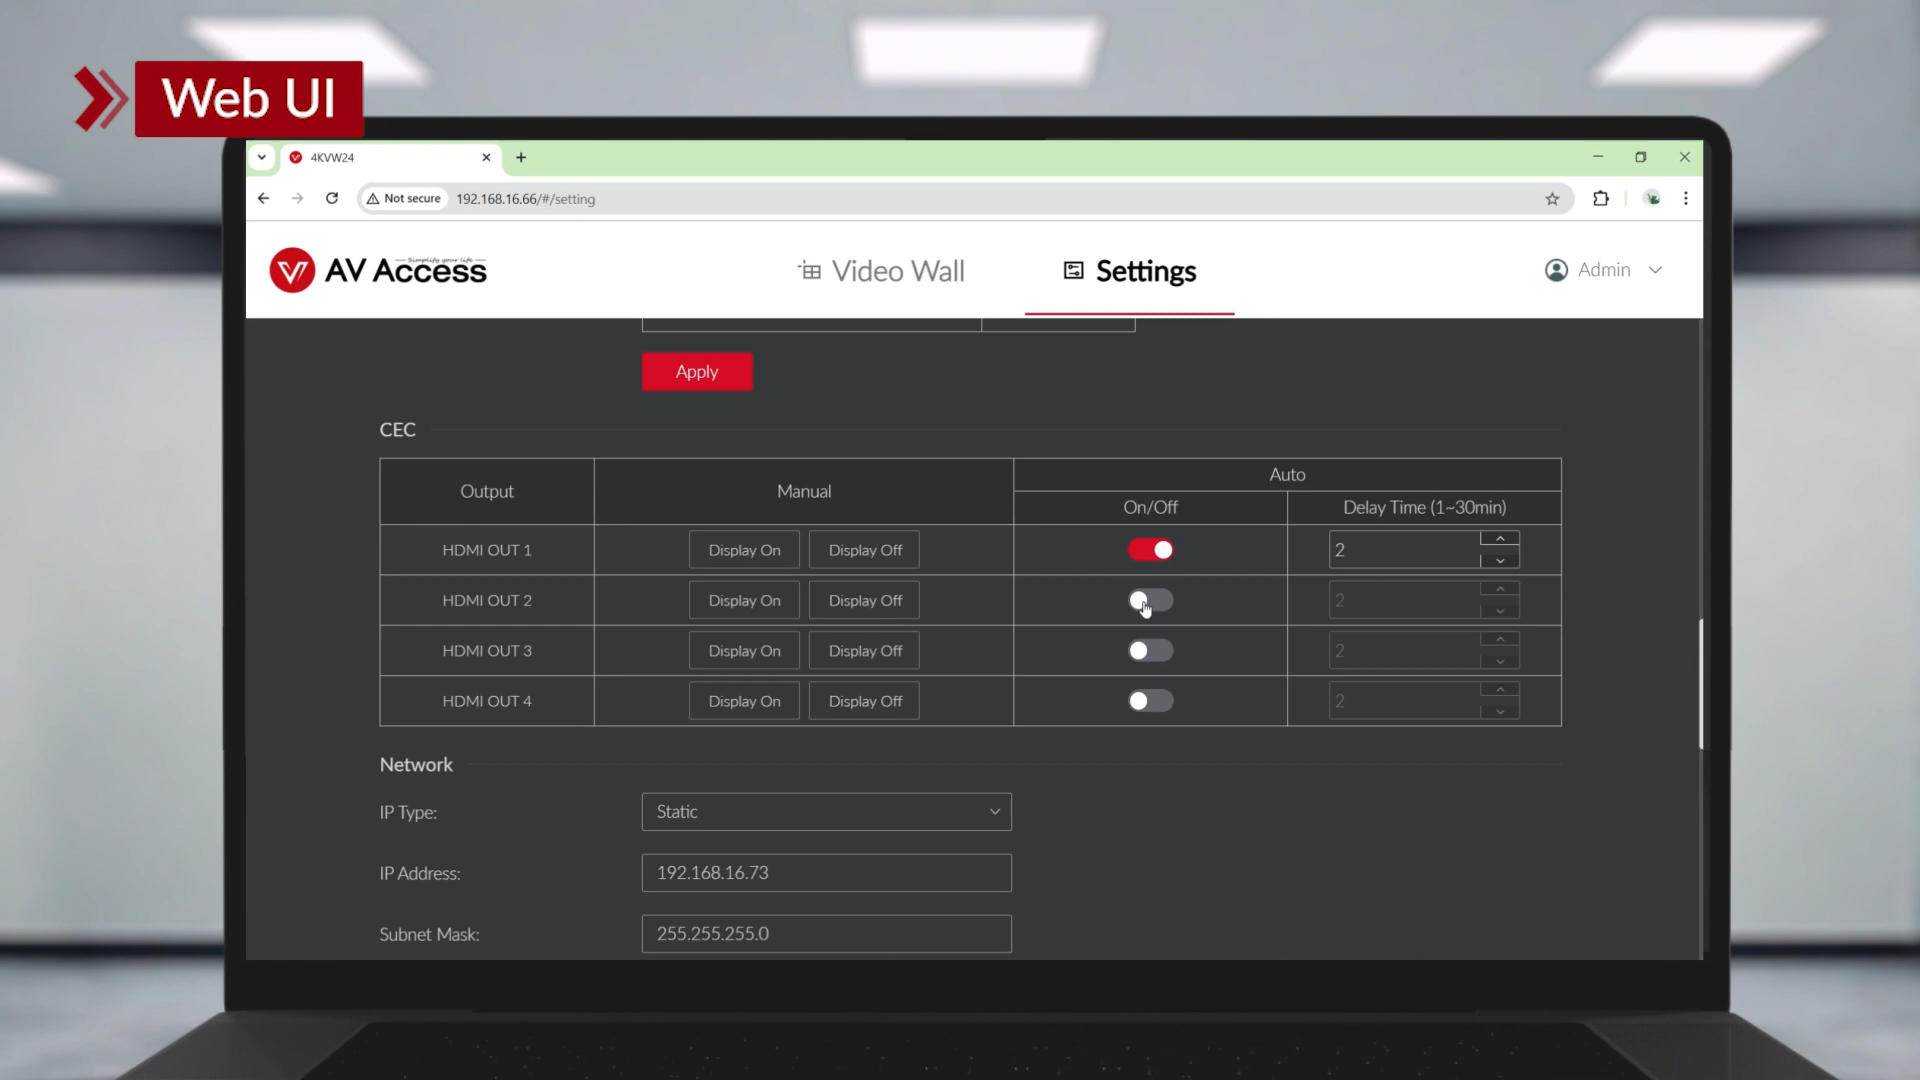 Web UI
4KVW24
Not secure
192.168.16.66/#/setting
AV Access
Simplify your life
Video Wall
Settings
Admin
Apply
CEC
Output
Manual
Auto
On/Off
Delay Time (1~30min)
HDMI OUT 1
Display On
Display Off
2
HDMI OUT 2
Display On
Display Off
2
HDMI OUT 3
Display On
Display Off
2
HDMI OUT 4
Display On
Display Off
2
Network
IP Type:
Static
IP Address:
192.168.16.73
Subnet Mask:
255.255.255.0